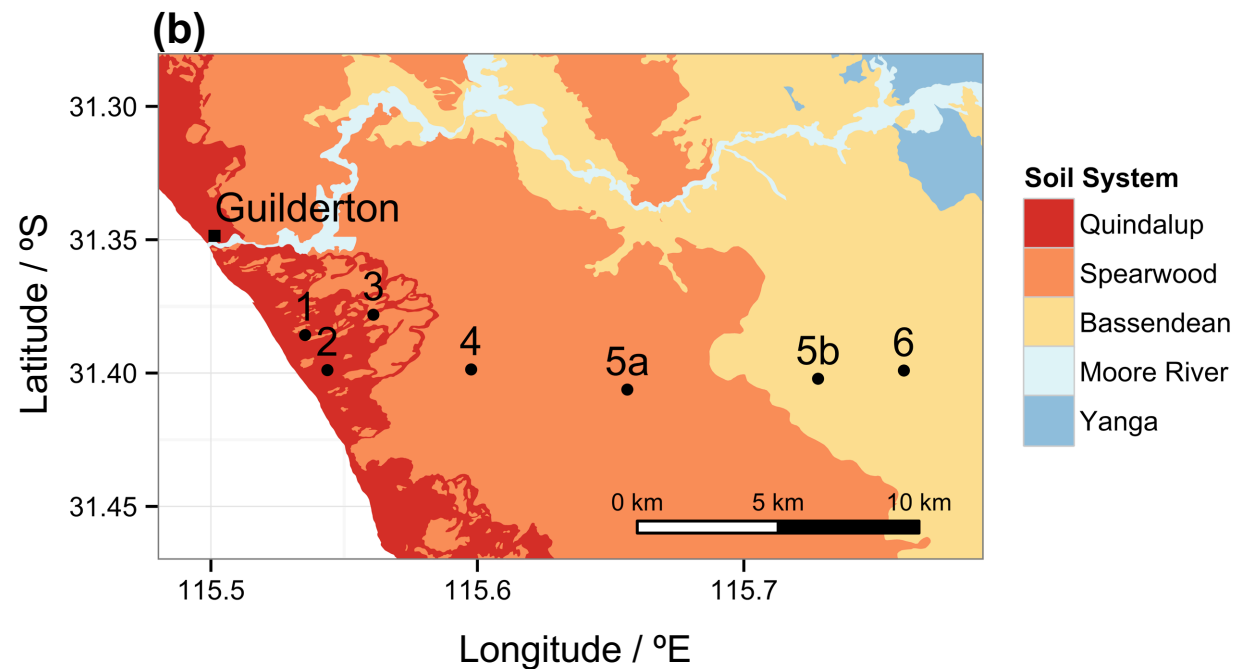 (b)
31.30
31.35
31.40
31.45
Latitude / ºS
Guilderton
1
2
3
4
5a
5b
6
0 km 5 km 10 km
115.5 115.6 115.7
Longitude / ºE
Soil System
Quindalup
Spearwood
Bassendean
Moore River
Yanga